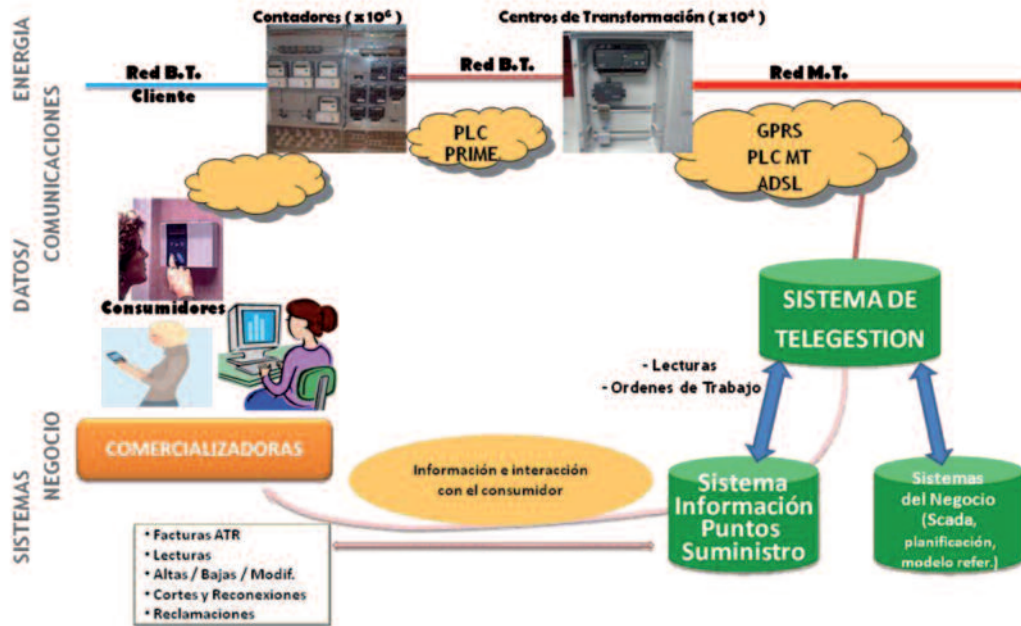 Contadores ( x10⁶ )
Centros de Transformación ( x10⁴ )
ENERGIA
Red B.T.
Cliente
Red B.T.
Red M.T.
DATOS/
COMUNICACIONES
PLC
PRIME
GPRS
PLC MT
ADSL
Consumidores
SISTEMA DE
TELEGESTION
- Lecturas
- Ordenes de Trabajo
SISTEMAS
NEGOCIO
COMERCIALIZADORAS
Información e interacción
con el consumidor
Sistema
Información
Puntos
Suministro
Sistemas
del Negocio
(Scada,
planificación,
modelo refer.)
• Facturas ATR
• Lecturas
• Altas / Bajas / Modif.
• Cortes y Reconexiones
• Reclamaciones